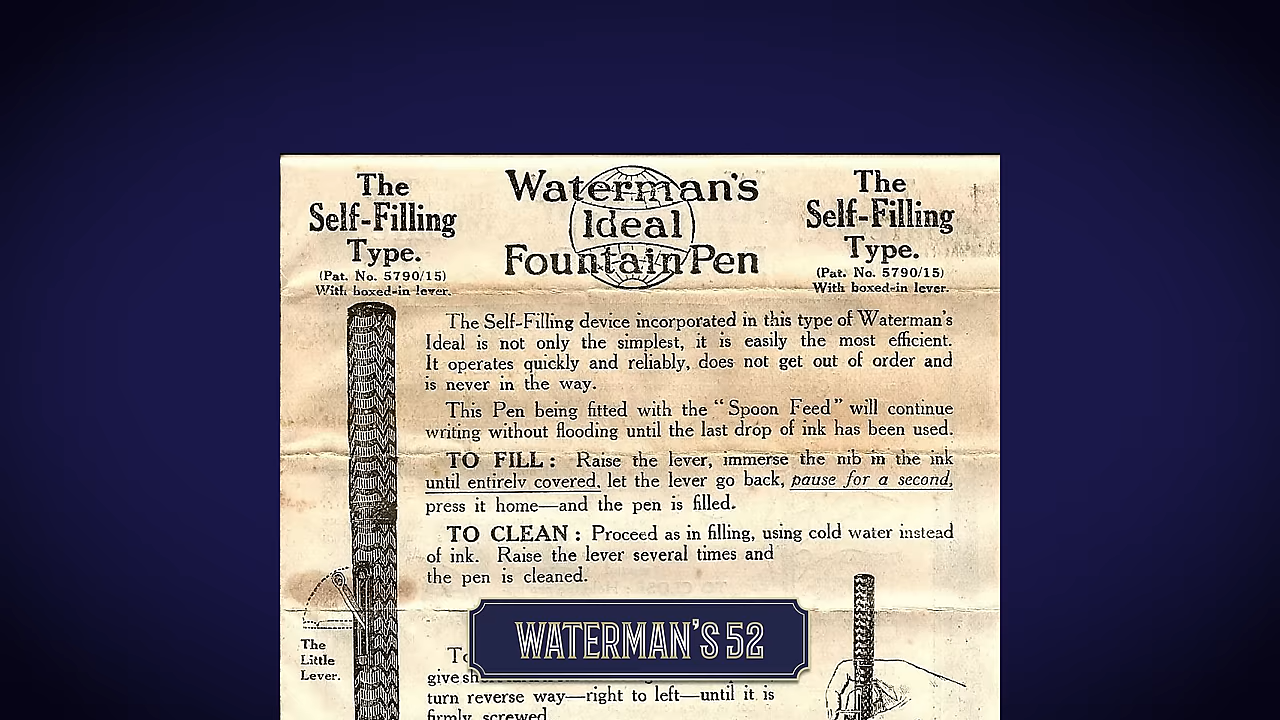 The
Self-Filling
Type.
(Pat. No. 5790/15)
With boxed-in lever.
Waterman's
Ideal
Fountain Pen
The
Self-Filling
Type.
(Pat. No. 5790/15)
With boxed-in lever.
The Self-Filling device incorporated in this type of Waterman's
Ideal is not only the simplest, it is easily the most efficient.
It operates quickly and reliably, does not get out of order and
is never in the way.
This Pen being fitted with the "Spoon Feed" will continue
writing without flooding until the last drop of ink has been used.
TO FILL: Raise the lever, immerse the nib in the ink
until entirely covered, let the lever go back, pause for a second,
press it home—and the pen is filled.
TO CLEAN: Proceed as in filling, using cold water instead
of ink. Raise the lever several times and
the pen is cleaned.
The
Little
Lever.
give
turn reverse way—right to left—until it is
firmly screwed
WATERMAN'S 52